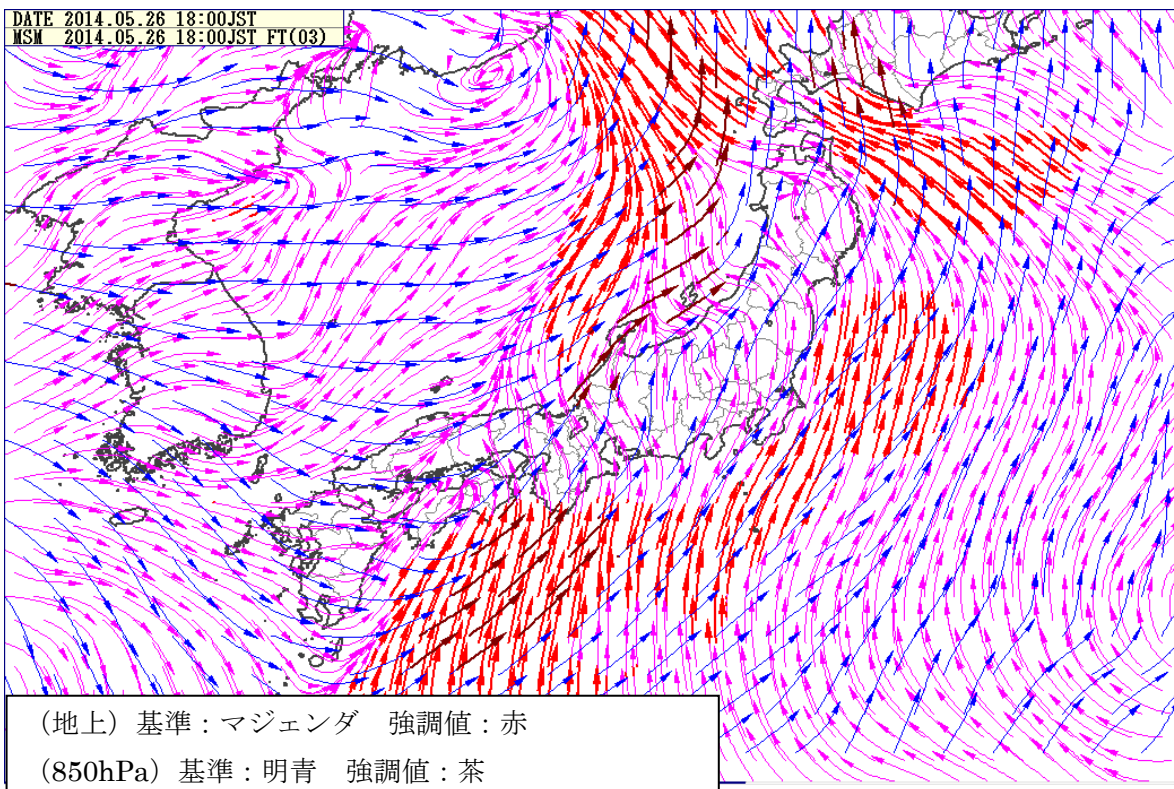 DATE 2014.05.26 18:00JST
MSM 2014.05.26 18:00JST FT(03)
（地上）基準：マジェンダ　強調値：赤
（850hPa）基準：明青　強調値：茶